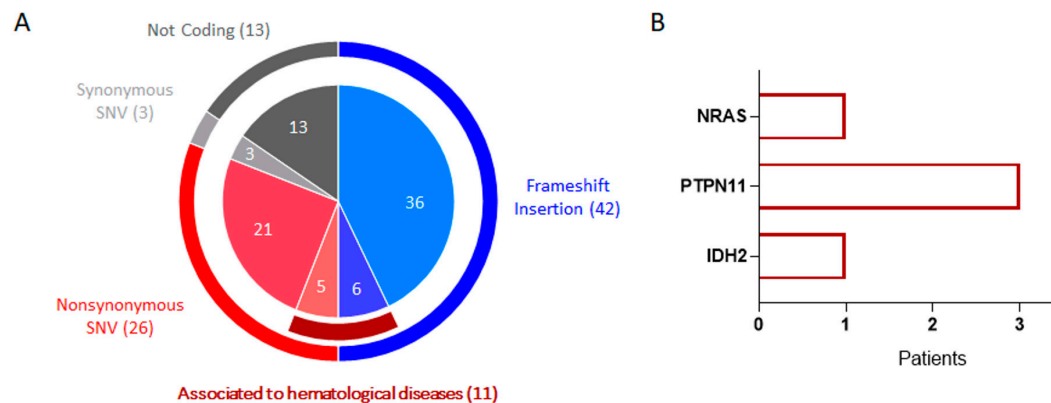 A
Not Coding (13)
Synonymous
SNV (3)
13
3
36
21
5
6
Frameshift
Insertion (42)
Nonsynonymous
SNV (26)
Associated to hematological diseases (11)
B
NRAS
PTPN11
IDH2
0
1
2
3
Patients